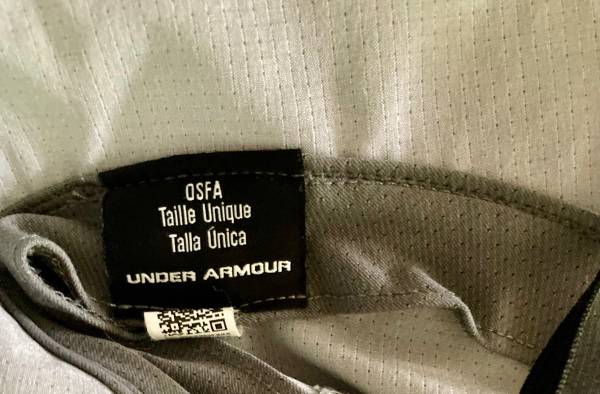 OSFA
Taille Unique
Talla Única
UNDER ARMOUR